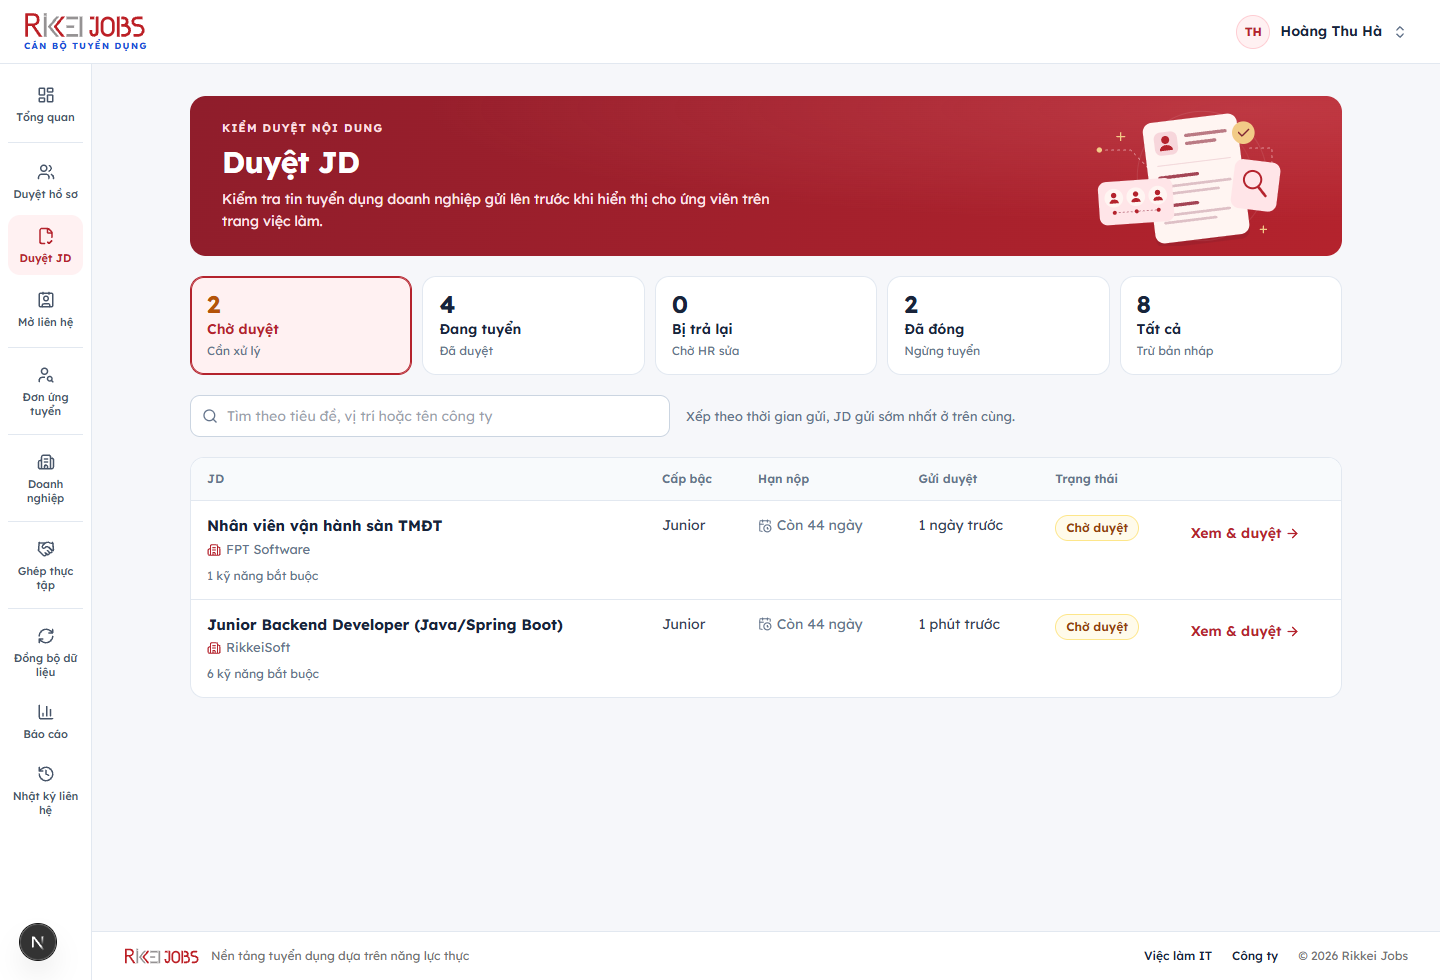 RIKKEI JOBS
CÁN BỘ TUYỂN DỤNG
TH
Hoàng Thu Hà
Tổng quan
Duyệt hồ sơ
Duyệt JD
Mở liên hệ
Đơn ứng
tuyển
Doanh
nghiệp
Ghép thực
tập
Đồng bộ dữ
liệu
Báo cáo
Nhật ký liên
hệ
N
KIỂM DUYỆT NỘI DUNG
Duyệt JD
Kiểm tra tin tuyển dụng doanh nghiệp gửi lên trước khi hiển thị cho ứng viên trên
trang việc làm.
2
Chờ duyệt
Cần xử lý
4
Đang tuyển
Đã duyệt
0
Bị trả lại
Chờ HR sửa
2
Đã đóng
Ngừng tuyển
8
Tất cả
Trừ bản nháp
Tìm theo tiêu đề, vị trí hoặc tên công ty
Xếp theo thời gian gửi, JD gửi sớm nhất ở trên cùng.
JD Cấp bậc Hạn nộp Gửi duyệt Trạng thái
Nhân viên vận hành sàn TMĐT Junior Còn 44 ngày 1 ngày trước Chờ duyệt Xem & duyệt →
FPT Software
1 kỹ năng bắt buộc
Junior Backend Developer (Java/Spring Boot) Junior Còn 44 ngày 1 phút trước Chờ duyệt Xem & duyệt →
RikkeiSoft
6 kỹ năng bắt buộc
RIKKEI JOBS Nền tảng tuyển dụng dựa trên năng lực thực Việc làm IT Công ty © 2026 Rikkei Jobs